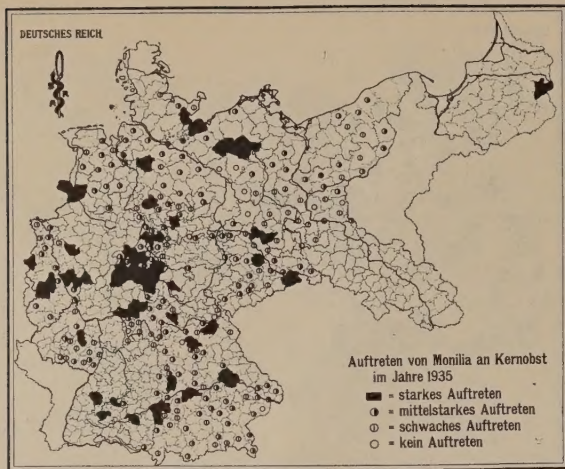 DEUTSCHES REICH.
Auftreten von Monilia an Kernobst
im Jahre 1935
= starkes Auftreten
= mittelstarkes Auftreten
= schwaches Auftreten
= kein Auftreten